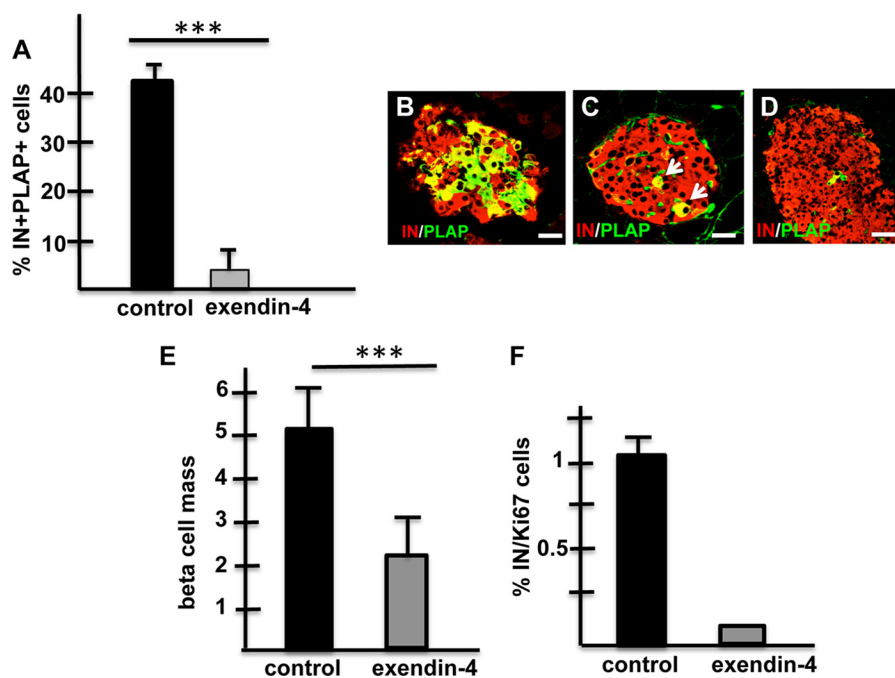 A
***
% IN+PLAP+ cells
40
30
20
10
control exendin-4
B
IN/PLAP
C
IN/PLAP
D
IN/PLAP
E
***
beta cell mass
6
5
4
3
2
1
control exendin-4
F
% IN/Ki67 cells
1
0.5
control exendin-4